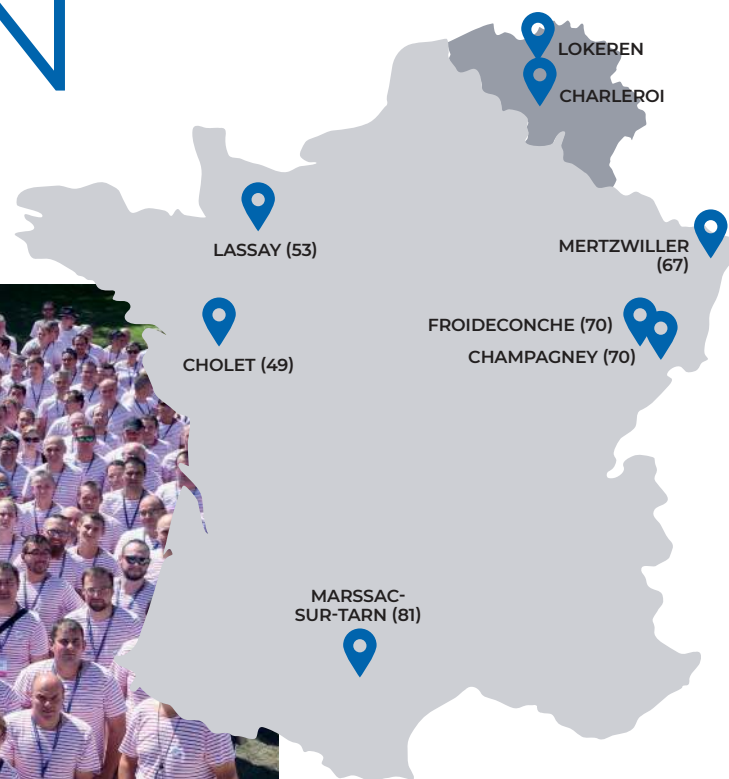 N
LOKEREN
CHARLEROI
LASSAY (53)
MERTZWILLER
(67)
FROIDECONCHE (70)
CHOLET (49)
CHAMPAGNEY (70)
MARSSAC-
SUR-TARN (81)